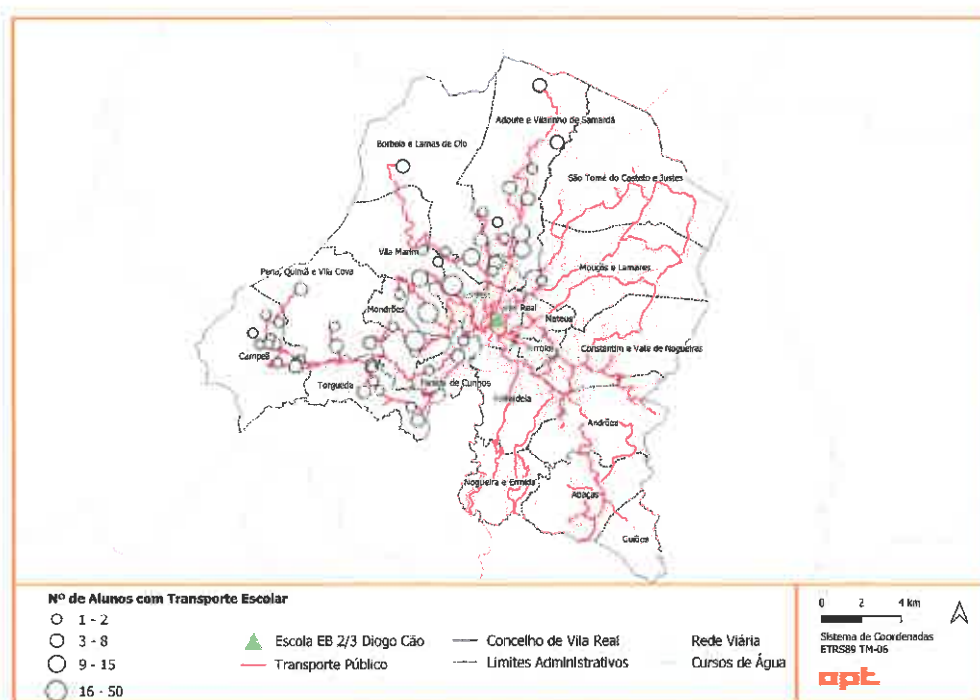 Adoufe e Vilarinho de Samardã
Borbela e Lamas de Olo
São Tomé do Castelo e Justes
Vila Marim
Mouçós e Lamares
Pena, Quintã e Vila Cova
Mondrões
Real
Mateus
Campeã
Constantim e Vale de Nogueiras
Torgueda
de Cunhos
Andrães
Nogueira e Ermida
Abaças
Guiães
Nº de Alunos com Transporte Escolar
1 - 2
3 - 8
9 - 15
16 - 50
Escola EB 2/3 Diogo Cão
Transporte Público
Concelho de Vila Real
Limites Administrativos
Rede Viária
Cursos de Água
0 2 4 km
Sistema de Coordenadas
ETRS89 TM-06
opt